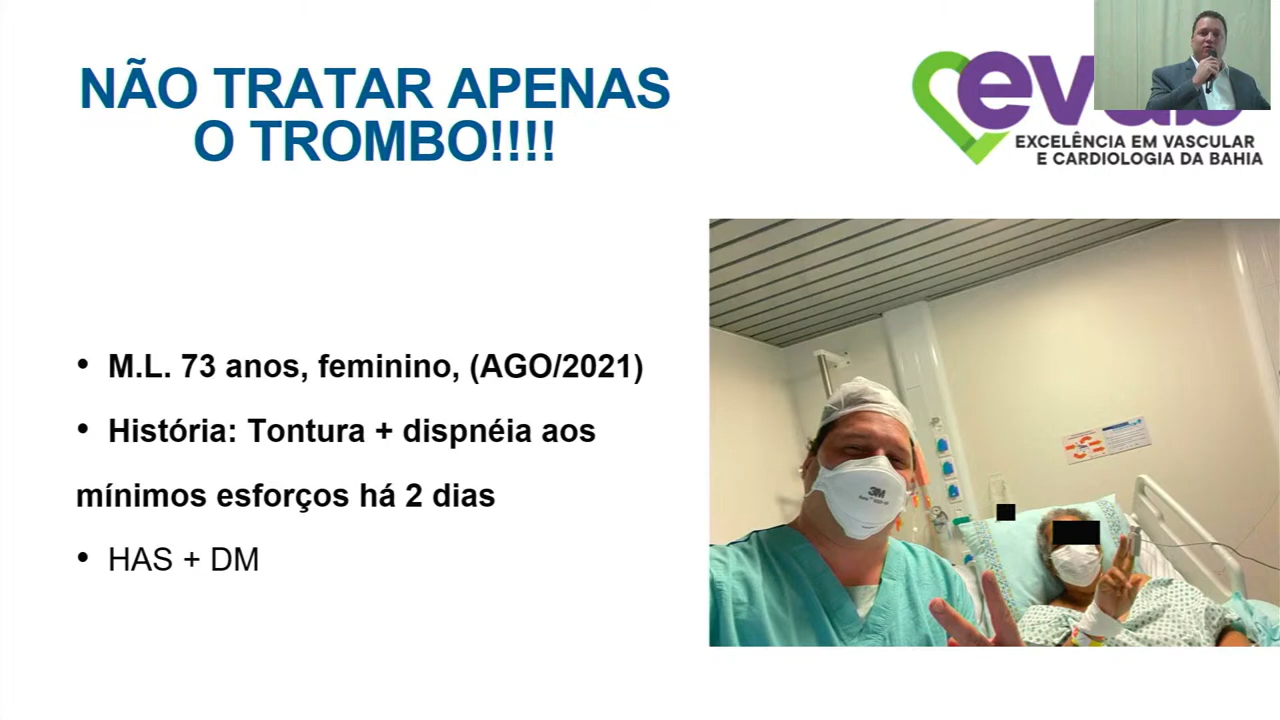 NÃO TRATAR APENAS
O TROMBO!!!!
EXCELÊNCIA EM VASCULAR
E CARDIOLOGIA DA BAHIA
• M.L. 73 anos, feminino, (AGO/2021)
• História: Tontura + dispnéia aos
mínimos esforços há 2 dias
• HAS + DM
3M